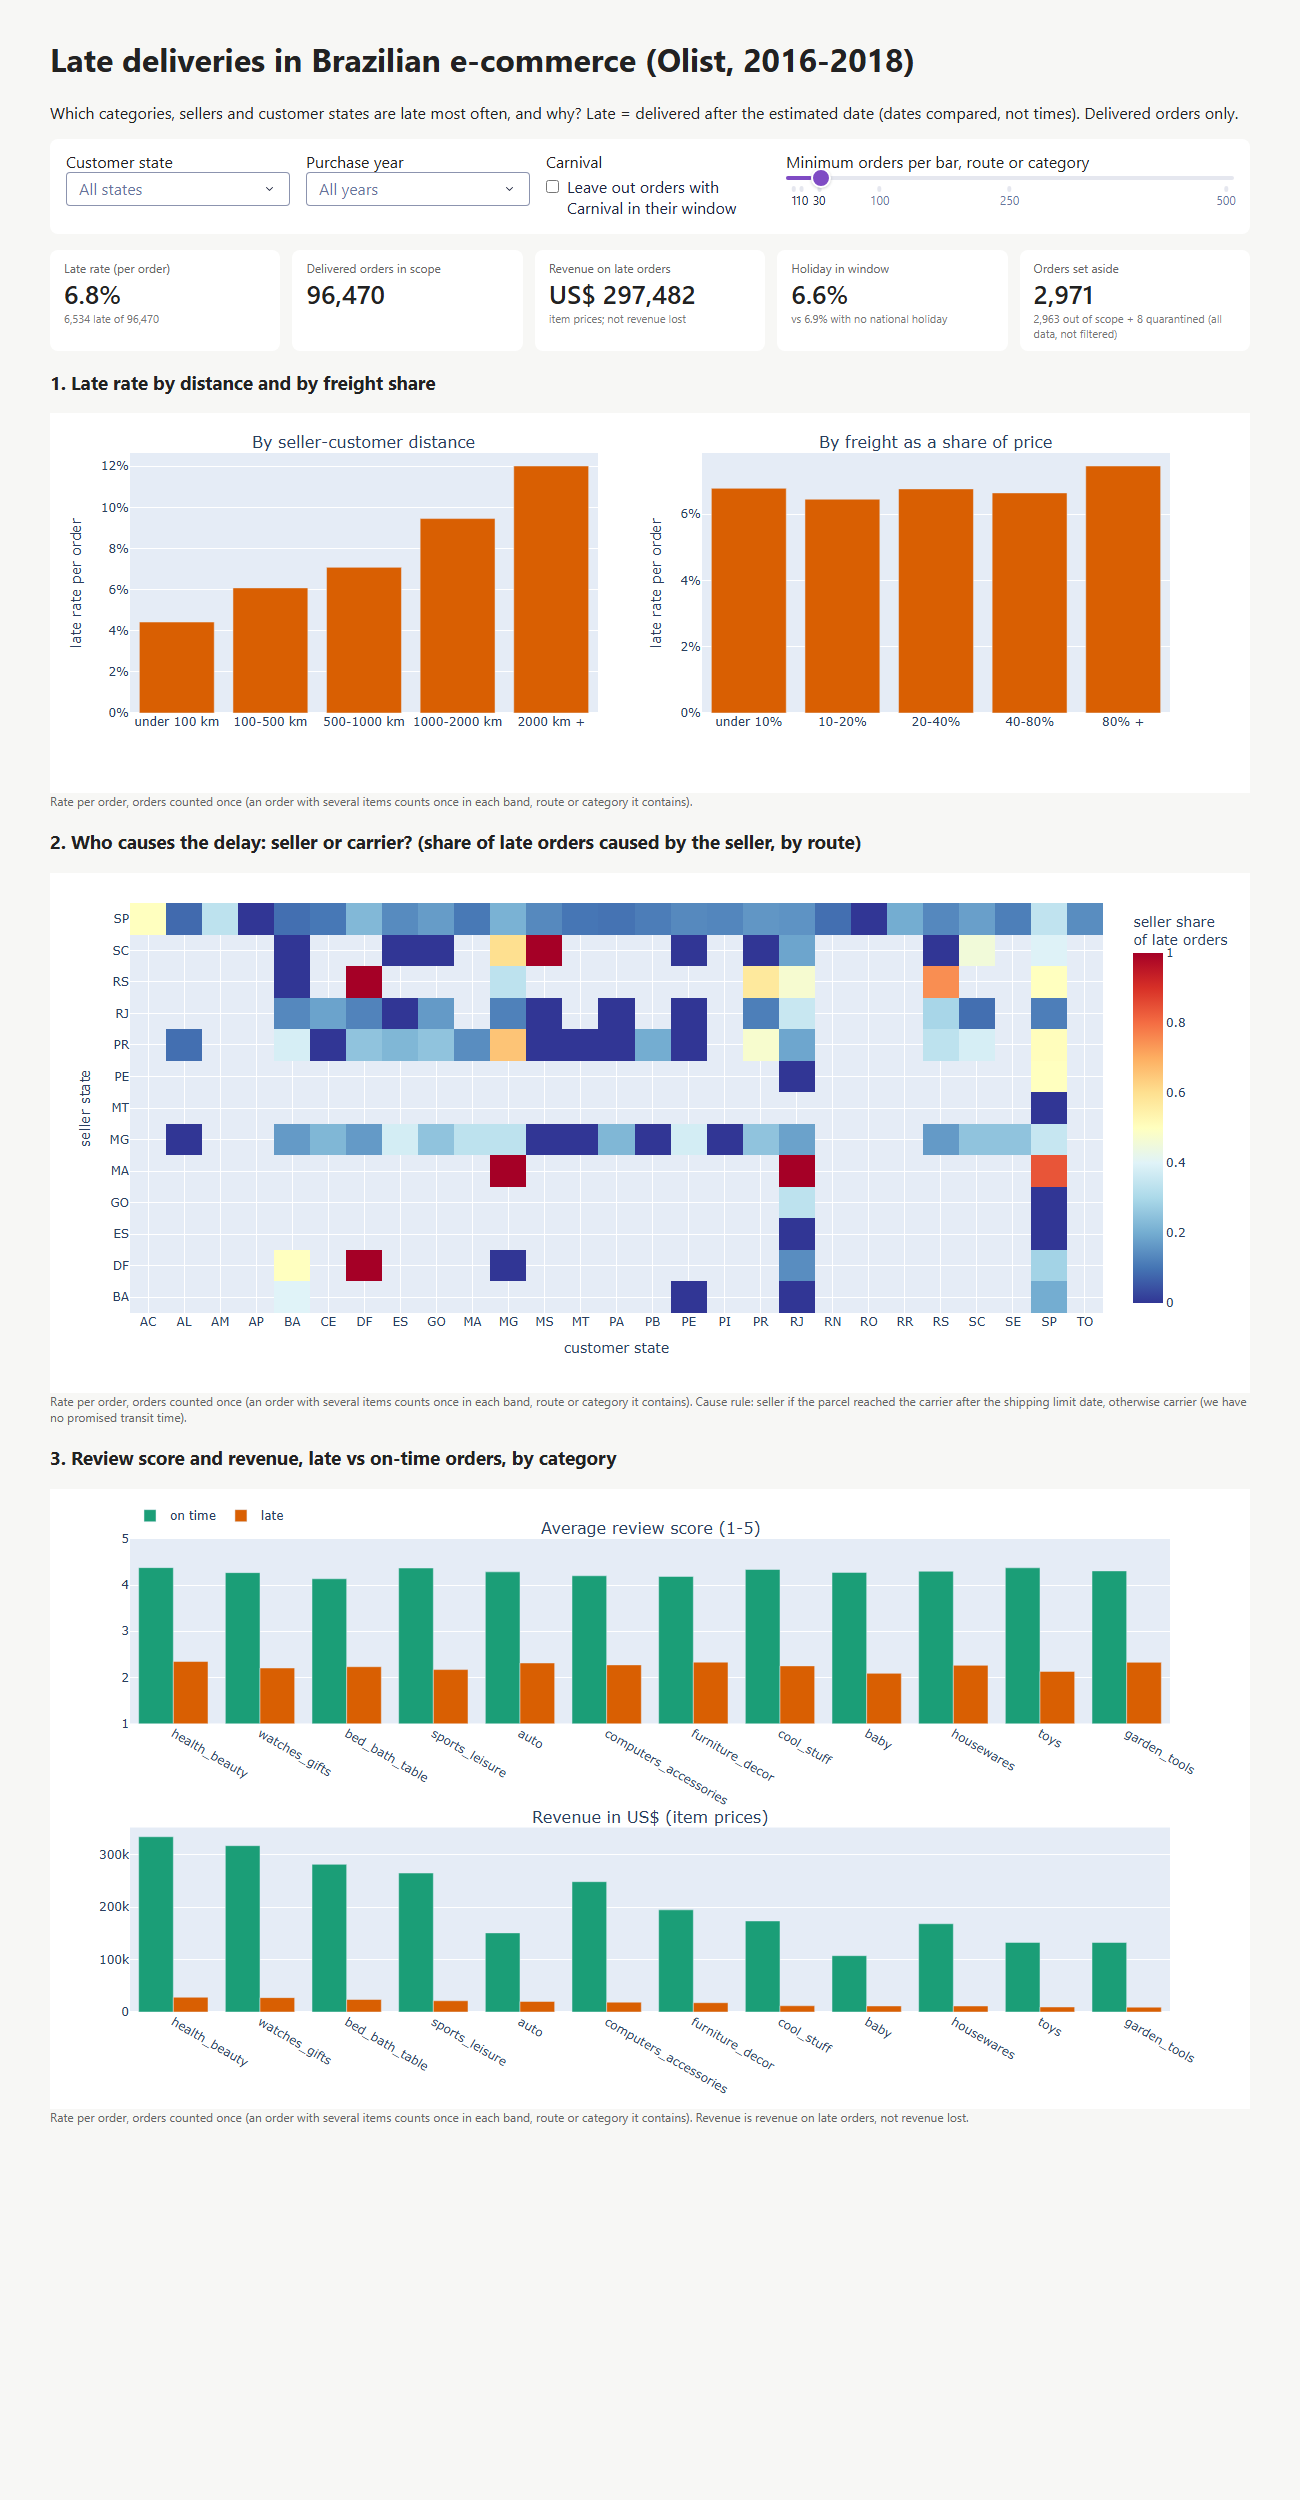 Late deliveries in Brazilian e-commerce (Olist, 2016-2018)
Which categories, sellers and customer states are late most often, and why? Late = delivered after the estimated date (dates compared, not times). Delivered orders only.
Customer state
All states
Purchase year
All years
Carnival
Leave out orders with
Carnival in their window
Minimum orders per bar, route or category
1 10 30 100 250 500
Late rate (per order)
6.8%
6,534 late of 96,470
Delivered orders in scope
96,470
Revenue on late orders
US$ 297,482
item prices; not revenue lost
Holiday in window
6.6%
vs 6.9% with no national holiday
Orders set aside
2,971
2,963 out of scope + 8 quarantined (all
data, not filtered)
1. Late rate by distance and by freight share
By seller-customer distance
late rate per order
12%
10%
8%
6%
4%
2%
0%
under 100 km 100-500 km 500-1000 km 1000-2000 km 2000 km +
By freight as a share of price
late rate per order
6%
4%
2%
0%
under 10% 10-20% 20-40% 40-80% 80% +
Rate per order, orders counted once (an order with several items counts once in each band, route or category it contains).
2. Who causes the delay: seller or carrier? (share of late orders caused by the seller, by route)
seller state
SP
SC
RS
RJ
PR
PE
MT
MG
MA
GO
ES
DF
BA
AC AL AM AP BA CE DF ES GO MA MG MS MT PA PB PE PI PR RJ RN RO RR RS SC SE SP TO
customer state
seller share
of late orders
1
0.8
0.6
0.4
0.2
0
Rate per order, orders counted once (an order with several items counts once in each band, route or category it contains). Cause rule: seller if the parcel reached the carrier after the shipping limit date, otherwise carrier (we have
no promised transit time).
3. Review score and revenue, late vs on-time orders, by category
on time late
Average review score (1-5)
5
4
3
2
1
health_beauty watches_gifts bed_bath_table sports_leisure auto computers_accessories furniture_decor cool_stuff baby housewares toys garden_tools
Revenue in US$ (item prices)
300k
200k
100k
0
health_beauty watches_gifts bed_bath_table sports_leisure auto computers_accessories furniture_decor cool_stuff baby housewares toys garden_tools
Rate per order, orders counted once (an order with several items counts once in each band, route or category it contains). Revenue is revenue on late orders, not revenue lost.